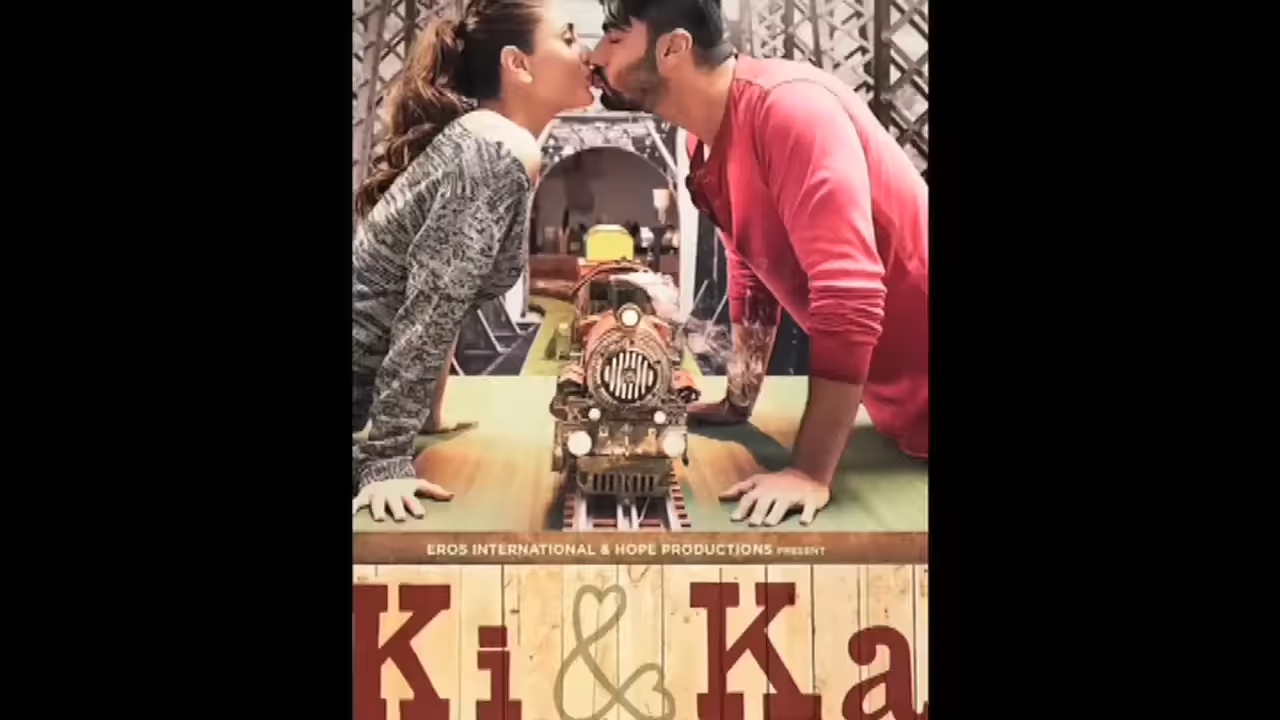 EROS INTERNATIONAL & HOPE PRODUCTIONS PRESENT
Ki & Ka